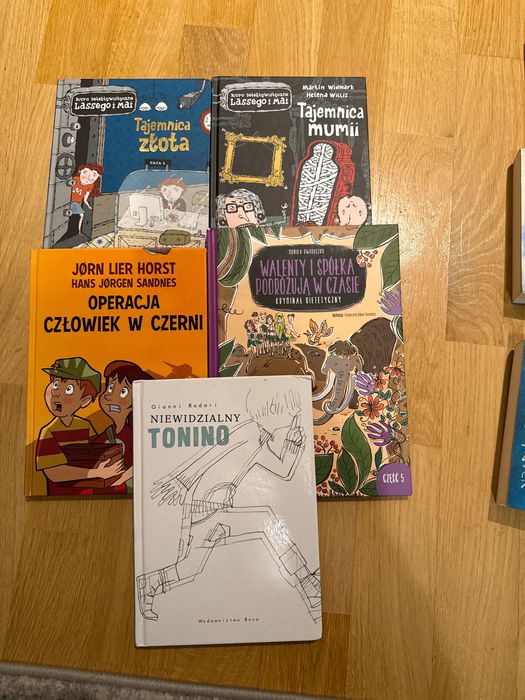 Biuro Detektywistyczne
Lassego i Mai
Tajemnica
złota
KASA 1
Martin Widmark
Helena Willis
Biuro Detektywistyczne
Lassego i Mai
Tajemnica
mumii
JØRN LIER HORST
HANS JØRGEN SANDNES
OPERACJA
CZŁOWIEK W CZERNI
WALENTY I SPÓŁKA
PODRÓŻUJĄ W CZASIE
KRYMINAŁ DIETETYCZNY
CZĘŚĆ 5
Gianni Rodari
NIEWIDZIALNY
TONINO
Wydawnictwo Bona